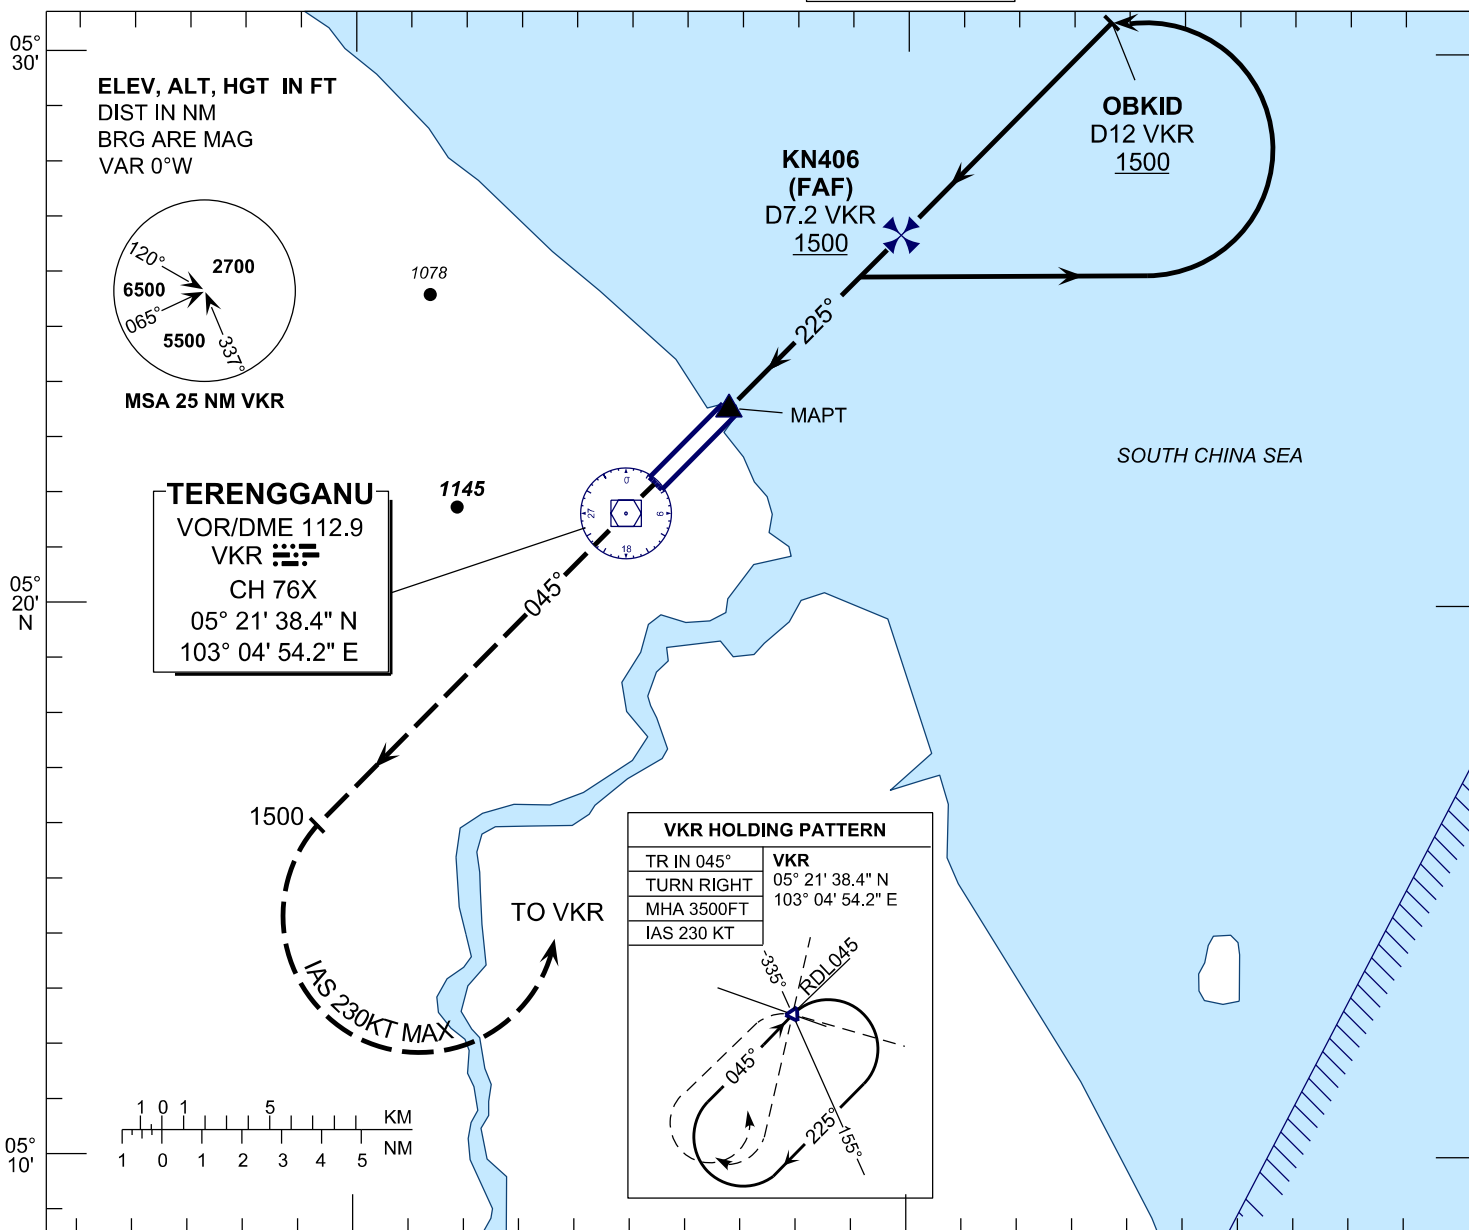 05°
30'
ELEV, ALT, HGT IN FT
DIST IN NM
BRG ARE MAG
VAR 0°W
120°
2700
6500
065°
5500
337°
MSA 25 NM VKR
1078
OBKID
D12 VKR
1500
KN406
(FAF)
D7.2 VKR
1500
225°
MAPT
SOUTH CHINA SEA
1145
TERENGGANU
VOR/DME 112.9
VKR
CH 76X
05° 21' 38.4" N
103° 04' 54.2" E
0
9
18
27
05°
20'
N
045°
1500
IAS 230KT MAX
TO VKR
VKR HOLDING PATTERN
TR IN 045°
TURN RIGHT
MHA 3500FT
IAS 230 KT
VKR
05° 21' 38.4" N
103° 04' 54.2" E
335°
RDL045
045°
225°
155°
1 0 1 5 KM
1 0 1 2 3 4 5 NM
05°
10'